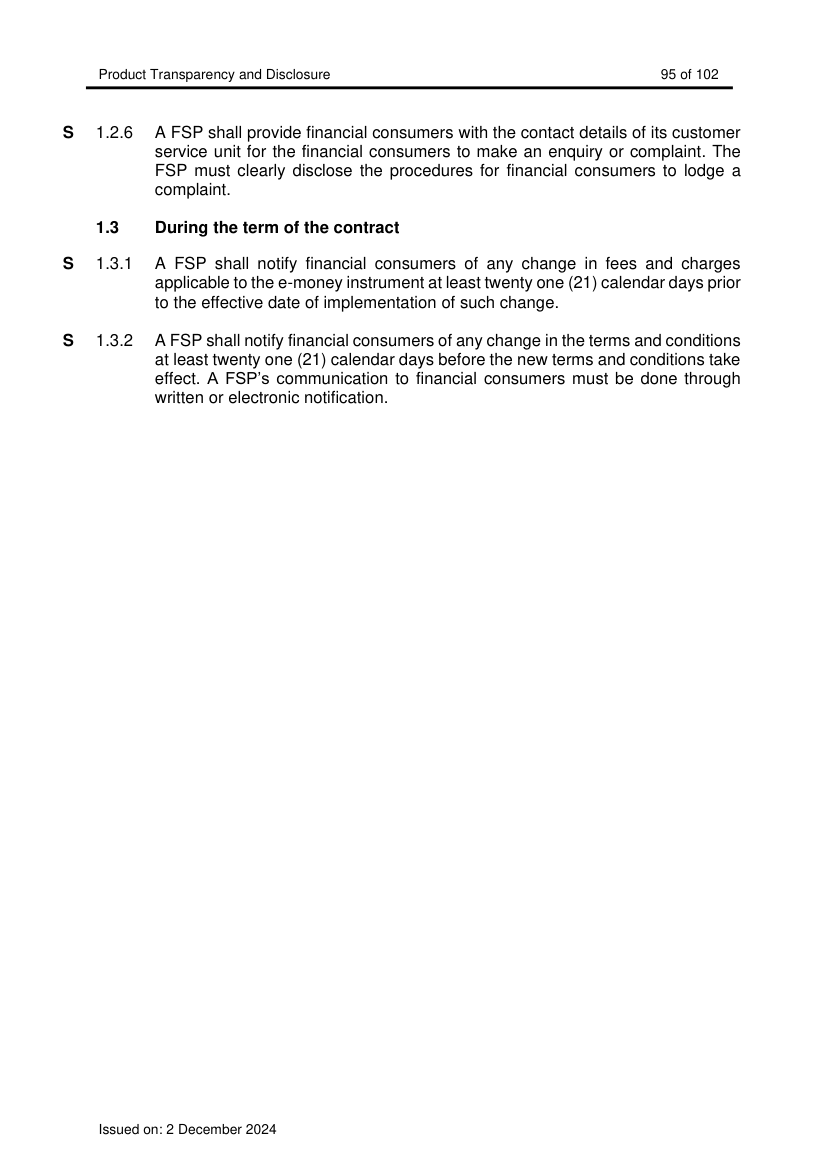 Product Transparency and Disclosure 95 of 102
S 1.2.6 A FSP shall provide financial consumers with the contact details of its customer
service unit for the financial consumers to make an enquiry or complaint. The
FSP must clearly disclose the procedures for financial consumers to lodge a
complaint.
1.3 During the term of the contract
S 1.3.1 A FSP shall notify financial consumers of any change in fees and charges
applicable to the e-money instrument at least twenty one (21) calendar days prior
to the effective date of implementation of such change.
S 1.3.2 A FSP shall notify financial consumers of any change in the terms and conditions
at least twenty one (21) calendar days before the new terms and conditions take
effect. A FSP’s communication to financial consumers must be done through
written or electronic notification.
Issued on: 2 December 2024